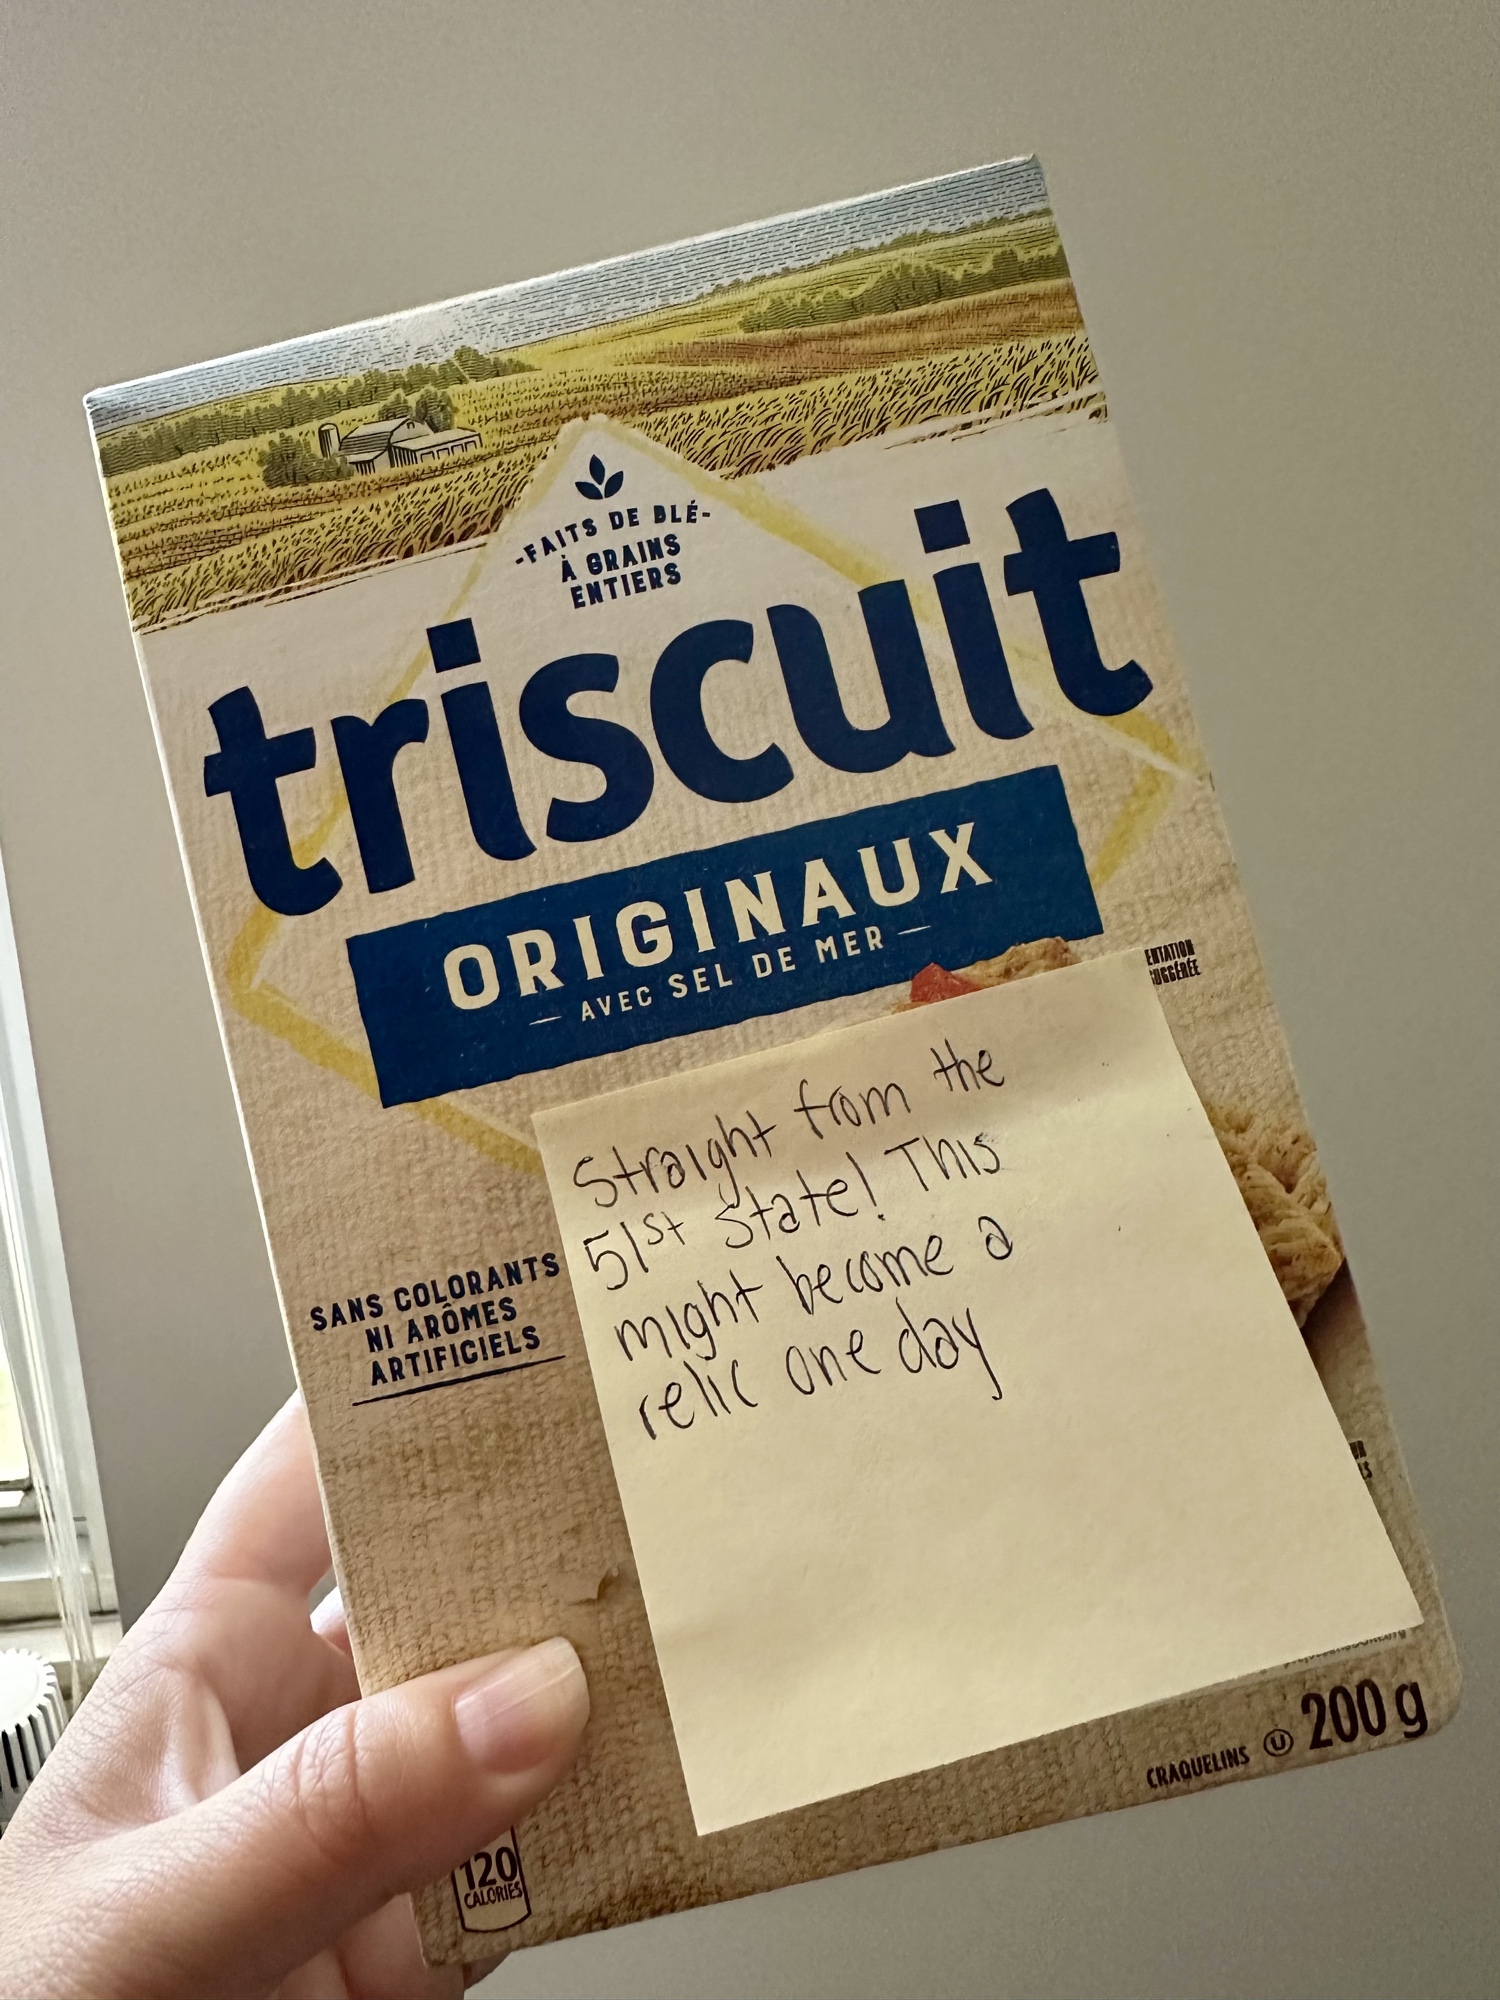 -FAITS DE BLÉ-
À GRAINS
ENTIERS
triscuit
ORIGINAUX
— AVEC SEL DE MER —
SUGGÉRÉE
Straight from the
51st State! This
might become a
relic one day
SANS COLORANTS
NI ARÔMES
ARTIFICIELS
120
CALORIES
CRAQUELINS U 200 g